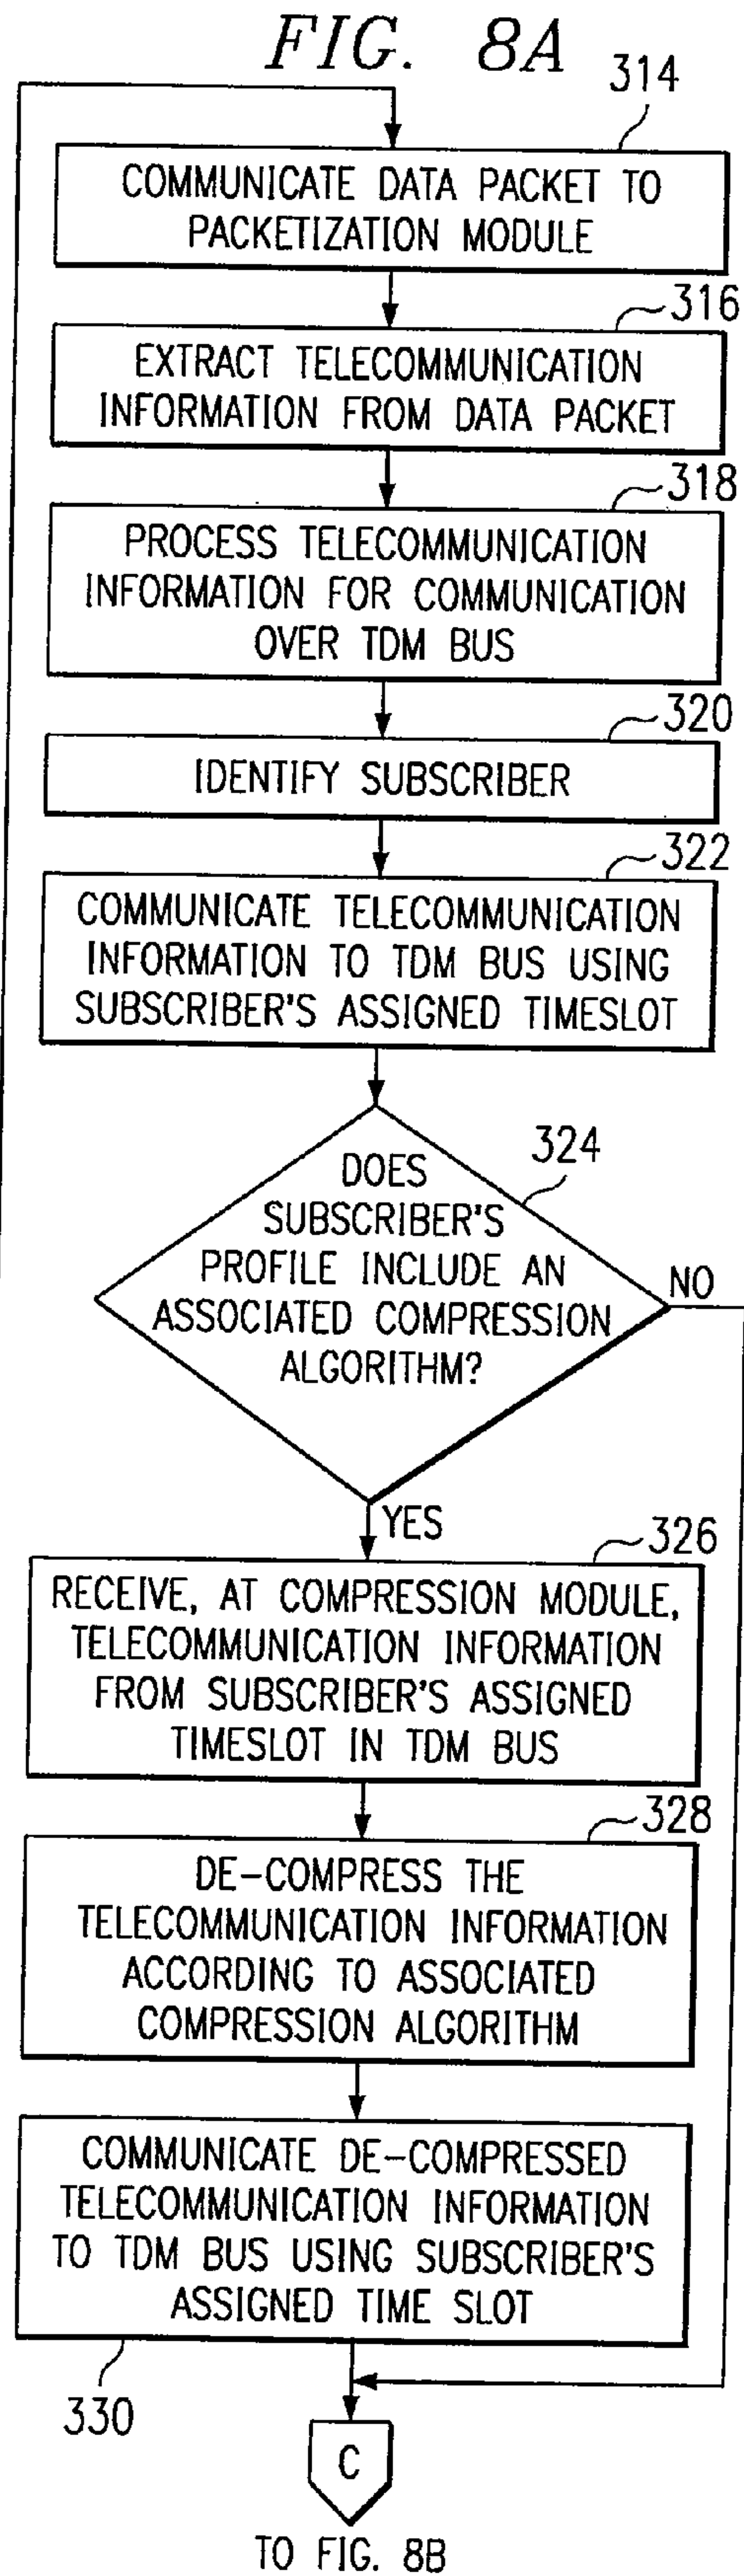 FIG. 8A
314
COMMUNICATE DATA PACKET TO
PACKETIZATION MODULE
316
EXTRACT TELECOMMUNICATION
INFORMATION FROM DATA PACKET
318
PROCESS TELECOMMUNICATION
INFORMATION FOR COMMUNICATION
OVER TDM BUS
320
IDENTIFY SUBSCRIBER
322
COMMUNICATE TELECOMMUNICATION
INFORMATION TO TDM BUS USING
SUBSCRIBER'S ASSIGNED TIMESLOT
324
DOES
SUBSCRIBER'S
PROFILE INCLUDE AN
ASSOCIATED COMPRESSION
ALGORITHM?
NO
YES
326
RECEIVE, AT COMPRESSION MODULE,
TELECOMMUNICATION INFORMATION
FROM SUBSCRIBER'S ASSIGNED
TIMESLOT IN TDM BUS
328
DE-COMPRESS THE
TELECOMMUNICATION INFORMATION
ACCORDING TO ASSOCIATED
COMPRESSION ALGORITHM
COMMUNICATE DE-COMPRESSED
TELECOMMUNICATION INFORMATION
TO TDM BUS USING SUBSCRIBER'S
ASSIGNED TIME SLOT
330
C
TO FIG. 8B